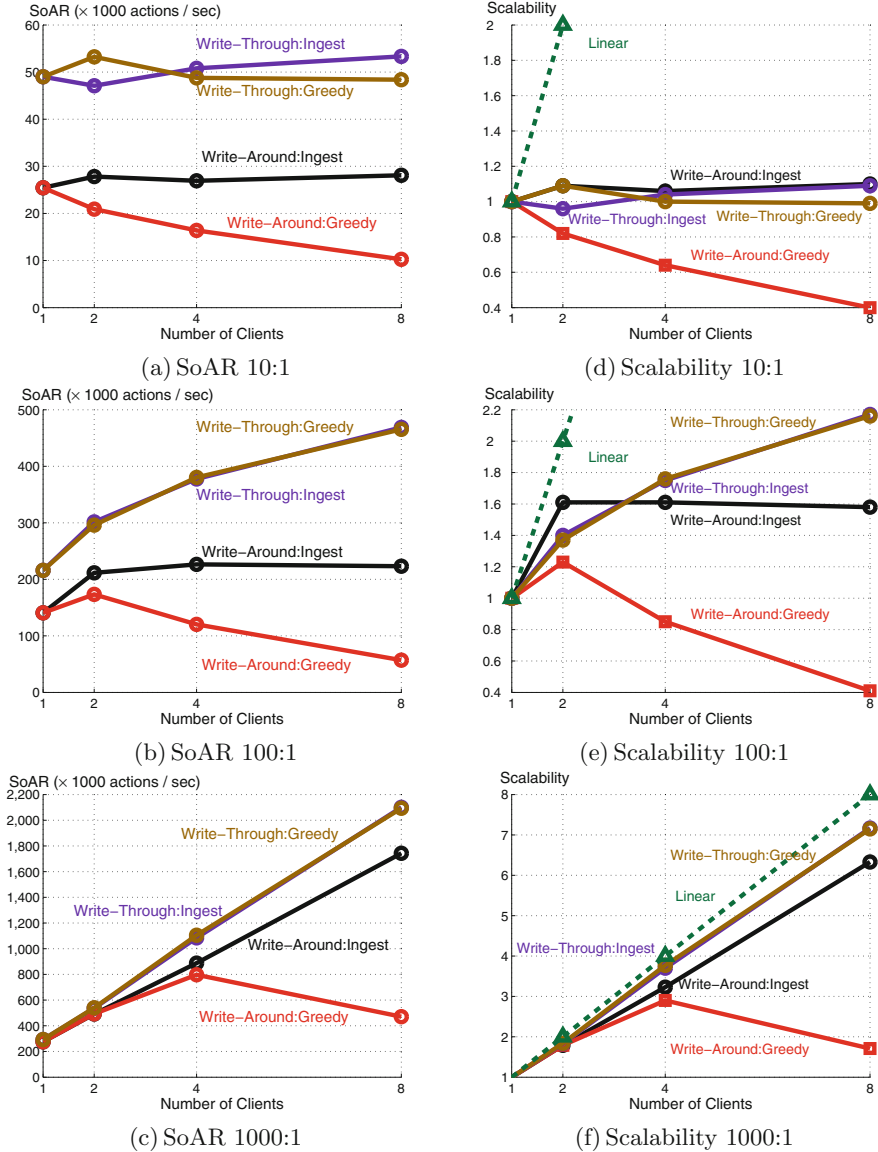 SoAR (× 1000 actions / sec)
60
50
40
30
20
10
0
Write−Through:Ingest
Write−Through:Greedy
Write−Around:Ingest
Write−Around:Greedy
1 2 4 8
Number of Clients
(a) SoAR 10:1
Scalability
2
1.8
1.6
1.4
1.2
1
0.8
0.6
0.4
Linear
Write−Around:Ingest
Write−Through:Ingest
Write−Through:Greedy
Write−Around:Greedy
1 2 4 8
Number of Clients
(d) Scalability 10:1
SoAR (× 1000 actions / sec)
500
400
300
200
100
0
Write−Through:Greedy
Write−Through:Ingest
Write−Around:Ingest
Write−Around:Greedy
1 2 4 8
Number of Clients
(b) SoAR 100:1
Scalability
2.2
2
1.8
1.6
1.4
1.2
1
0.8
0.6
0.4
Write−Through:Greedy
Linear
Write−Through:Ingest
Write−Around:Ingest
Write−Around:Greedy
1 2 4 8
Number of Clients
(e) Scalability 100:1
SoAR (× 1000 actions / sec)
2,200
2,000
1,800
1,600
1,400
1,200
1,000
800
600
400
200
0
Write−Through:Greedy
Write−Through:Ingest
Write−Around:Ingest
Write−Around:Greedy
1 2 4 8
Number of Clients
(c) SoAR 1000:1
Scalability
8
7
6
5
4
3
2
1
Write−Through:Greedy
Linear
Write−Through:Ingest
Write−Around:Ingest
Write−Around:Greedy
1 2 4 8
Number of Clients
(f) Scalability 1000:1